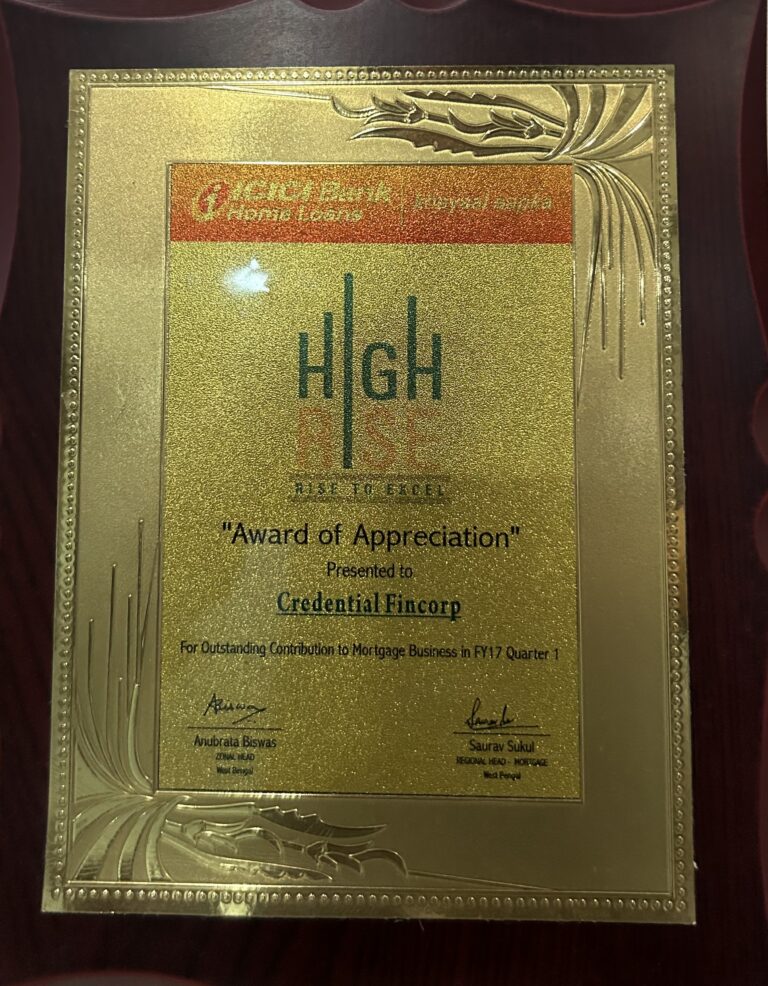 ICICI Bank
Home Loans
khayaal aapka
HIGH
RISE
RISE TO EXCEL
"Award of Appreciation"
Presented to
Credential Fincorp
For Outstanding Contribution to Mortgage Business in FY17 Quarter 1
Anubrata Biswas
ZONAL HEAD
West Bengal
Saurav Sukul
REGIONAL HEAD - MORTGAGE
West Bengal